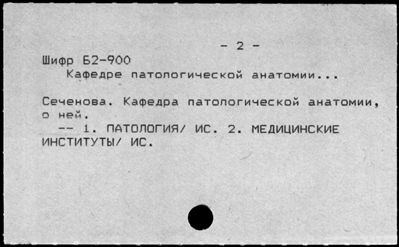 - 2 -
Шифр Б2-900
Кафедре патологической анатомии...
Сеченова. Кафедра патологической анатомии,
о ней.
-- 1. ПАТОЛОГИЯ/ ИС. 2. МЕДИЦИНСКИЕ
ИНСТИТУТЫ/ ИС.